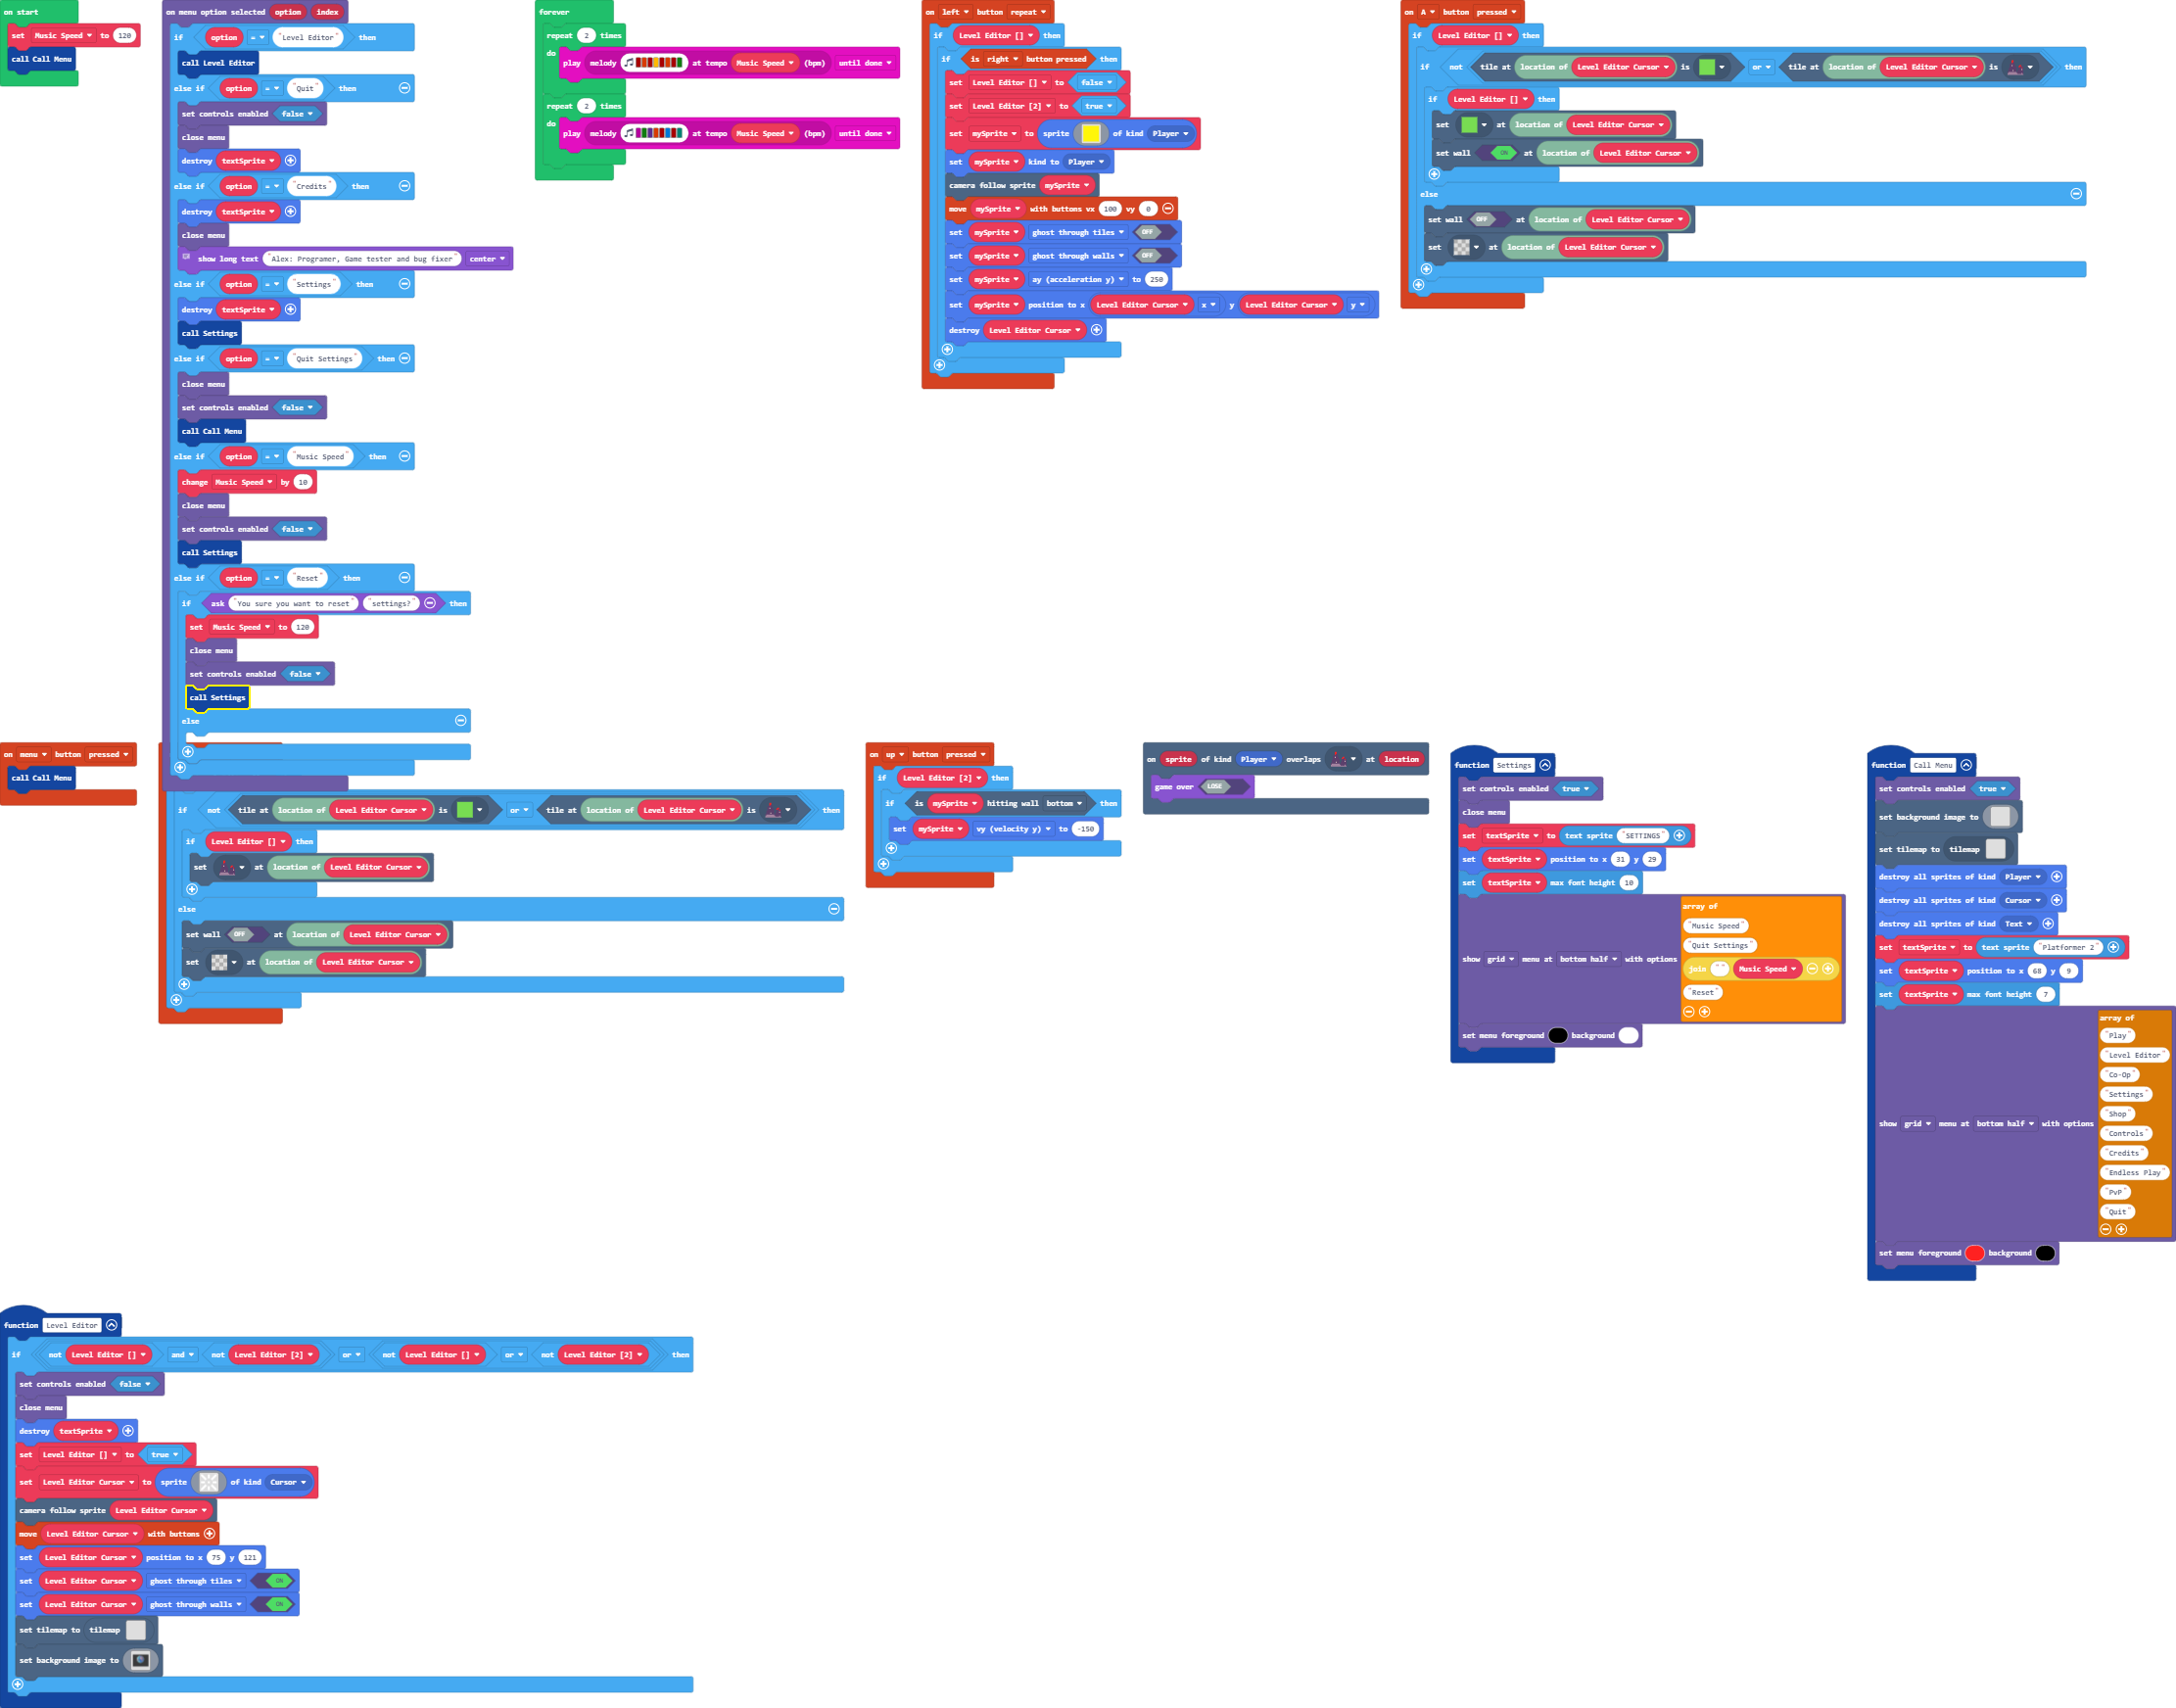 on start
set Music Speed to 120
call Call Menu
on menu option selected option index
if option = "Level Editor" then
call Level Editor
else if option = "Quit" then
set controls enabled false
close menu
destroy textSprite
else if option = "Credits" then
destroy textSprite
close menu
show long text "Alex: Programer, Game tester and bug fixer" center
else if option = "Settings" then
destroy textSprite
call Settings
else if option = "Quit Settings" then
close menu
set controls enabled false
call Call Menu
else if option = "Music Speed" then
change Music Speed by 10
close menu
set controls enabled false
call Settings
else if option = "Reset" then
if ask "You sure you want to reset" "settings?" then
set Music Speed to 120
close menu
set controls enabled false
call Settings
else
forever
repeat 2 times
do play melody at tempo Music Speed (bpm) until done
repeat 2 times
do play melody at tempo Music Speed (bpm) until done
on left button repeat
if Level Editor [] then
if is right button pressed then
set Level Editor [] to false
set Level Editor [2] to true
set mySprite to sprite of kind Player
set mySprite kind to Player
camera follow sprite mySprite
move mySprite with buttons vx 100 vy 0
set mySprite ghost through tiles OFF
set mySprite ghost through walls OFF
set mySprite ay (acceleration y) to 250
set mySprite position to x Level Editor Cursor x y Level Editor Cursor y
destroy Level Editor Cursor
on A button pressed
if Level Editor [] then
if not tile at location of Level Editor Cursor is or tile at location of Level Editor Cursor is then
if Level Editor [] then
set at location of Level Editor Cursor
set wall ON at location of Level Editor Cursor
else
set wall OFF at location of Level Editor Cursor
set at location of Level Editor Cursor
on menu button pressed
call Call Menu
if not tile at location of Level Editor Cursor is or tile at location of Level Editor Cursor is then
if Level Editor [] then
set at location of Level Editor Cursor
else
set wall OFF at location of Level Editor Cursor
set at location of Level Editor Cursor
on up button pressed
if Level Editor [2] then
if is mySprite hitting wall bottom then
set mySprite vy (velocity y) to -150
on sprite of kind Player overlaps at location
game over LOSE
function Settings
set controls enabled true
close menu
set textSprite to text sprite "SETTINGS"
set textSprite position to x 31 y 29
set textSprite max font height 10
show grid menu at bottom half with options
array of
"Music Speed"
"Quit Settings"
join "" Music Speed
"Reset"
set menu foreground background
function Call Menu
set controls enabled true
set background image to
set tilemap to tilemap
destroy all sprites of kind Player
destroy all sprites of kind Cursor
destroy all sprites of kind Text
set textSprite to text sprite "Platformer 2"
set textSprite position to x 68 y 9
set textSprite max font height 7
show grid menu at bottom half with options
array of
"Play"
"Level Editor"
"Co-Op"
"Settings"
"Shop"
"Controls"
"Credits"
"Endless Play"
"PvP"
"Quit"
set menu foreground background
function Level Editor
if not Level Editor [] and not Level Editor [2] or not Level Editor [] or not Level Editor [2] then
set controls enabled false
close menu
destroy textSprite
set Level Editor [] to true
set Level Editor Cursor to sprite of kind Cursor
camera follow sprite Level Editor Cursor
move Level Editor Cursor with buttons
set Level Editor Cursor position to x 75 y 121
set Level Editor Cursor ghost through tiles ON
set Level Editor Cursor ghost through walls ON
set tilemap to tilemap
set background image to